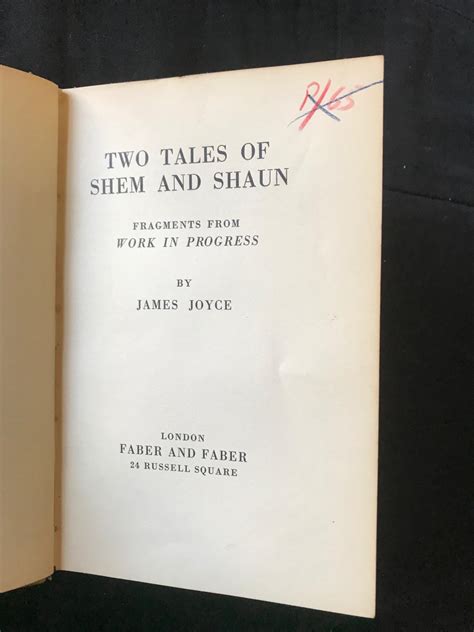 R/65
TWO TALES OF
SHEM AND SHAUN
FRAGMENTS FROM
WORK IN PROGRESS
BY
JAMES JOYCE
LONDON
FABER AND FABER
24 RUSSELL SQUARE